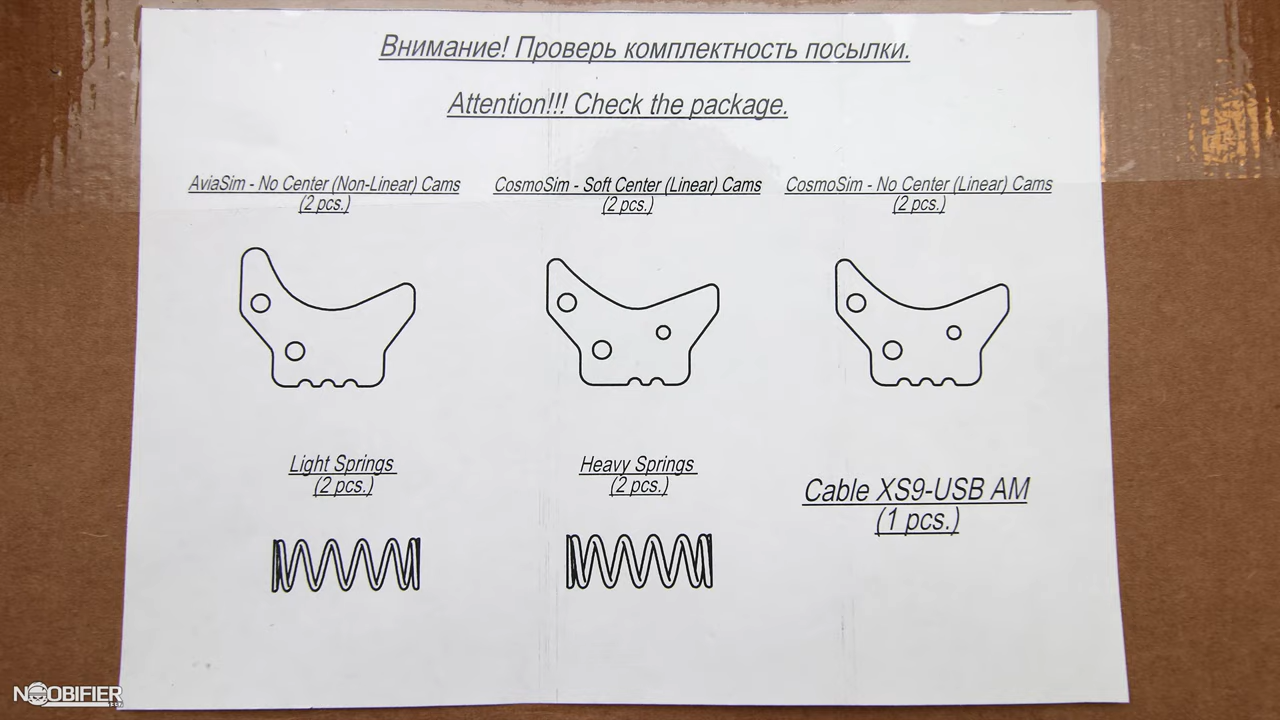 Внимание! Проверь комплектность посылки.
Attention!!! Check the package.
AviaSim - No Center (Non-Linear) Cams
(2 pcs.)
CosmoSim - Soft Center (Linear) Cams
(2 pcs.)
CosmoSim - No Center (Linear) Cams
(2 pcs.)
Light Springs
(2 pcs.)
Heavy Springs
(2 pcs.)
Cable XS9-USB AM
(1 pcs.)
NOOBIFIER